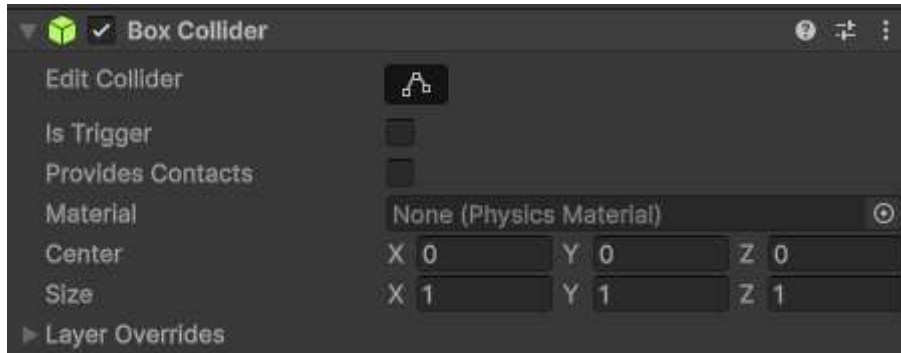 Box Collider
Edit Collider
Is Trigger
Provides Contacts
Material None (Physics Material)
Center X 0 Y 0 Z 0
Size X 1 Y 1 Z 1
Layer Overrides